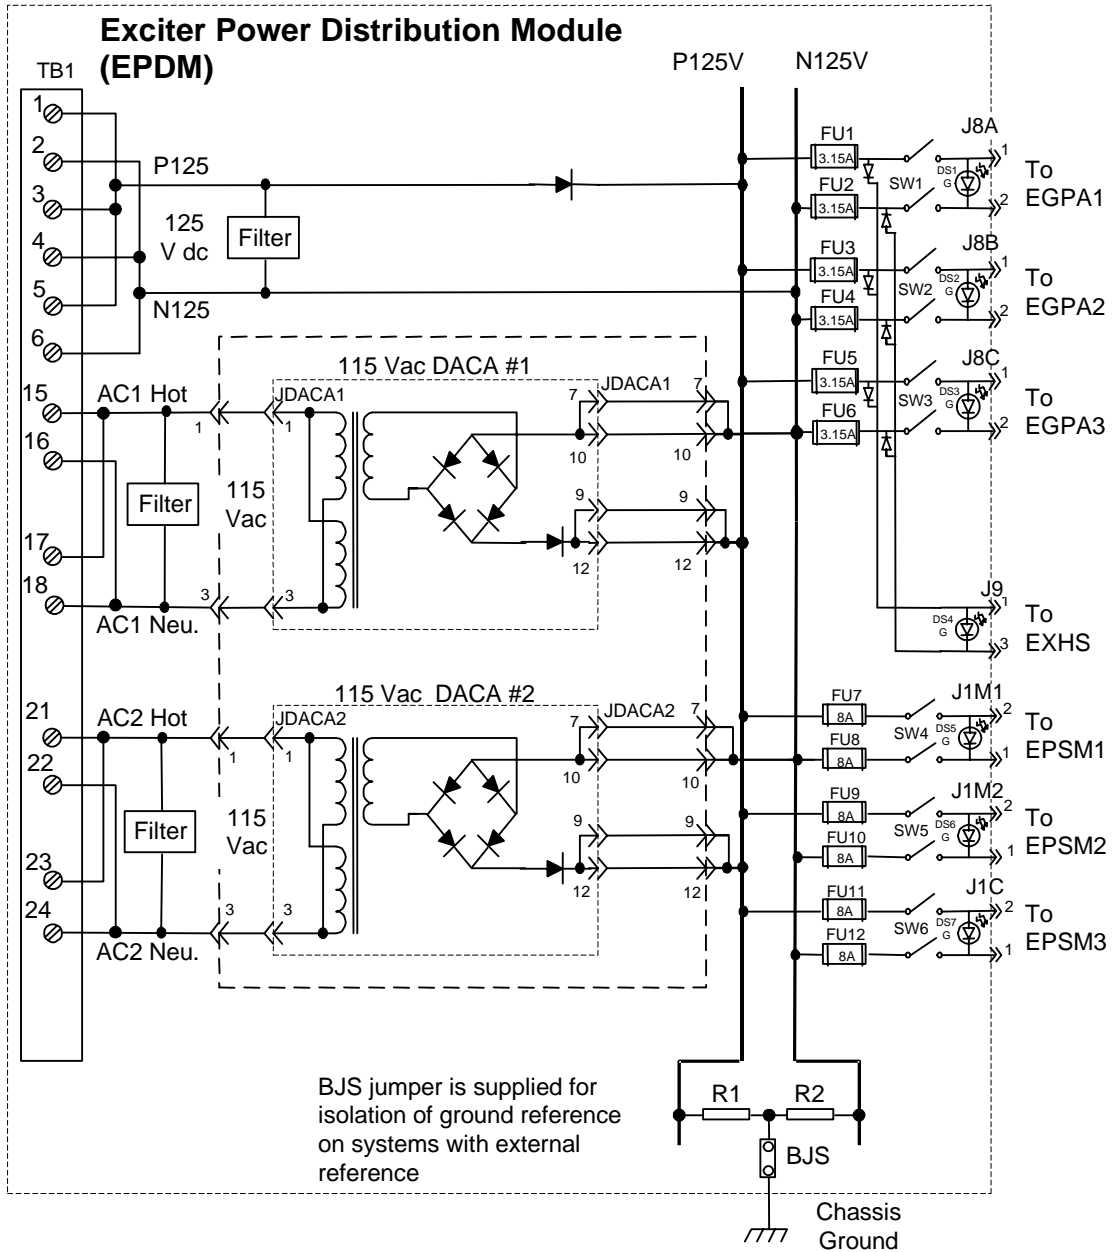 Exciter Power Distribution Module
(EPDM)
TB1
P125V
N125V
1
2
3
4
5
6
15
16
17
18
21
22
23
24
P125
125
V dc
Filter
N125
FU1
3.15A
FU2
3.15A
SW1
DS1
G
J8A
1
2
To
EGPA1
FU3
3.15A
FU4
3.15A
SW2
DS2
G
J8B
1
2
To
EGPA2
FU5
3.15A
FU6
3.15A
SW3
DS3
G
J8C
1
2
To
EGPA3
115 Vac DACA #1
AC1 Hot
JDACA1
1
1
7
JDACA1
7
10
10
Filter
115
Vac
9
9
12
12
3
3
AC1 Neu.
DS4
G
J9
1
3
To
EXHS
115 Vac DACA #2
AC2 Hot
JDACA2
1
1
7
JDACA2
7
10
10
Filter
115
Vac
9
9
12
12
3
3
AC2 Neu.
FU7
8A
FU8
8A
SW4
DS5
G
J1M1
2
1
To
EPSM1
FU9
8A
FU10
8A
SW5
DS6
G
J1M2
2
1
To
EPSM2
FU11
8A
FU12
8A
SW6
DS7
G
J1C
2
1
To
EPSM3
BJS jumper is supplied for
isolation of ground reference
on systems with external
reference
R1
R2
BJS
Chassis
Ground